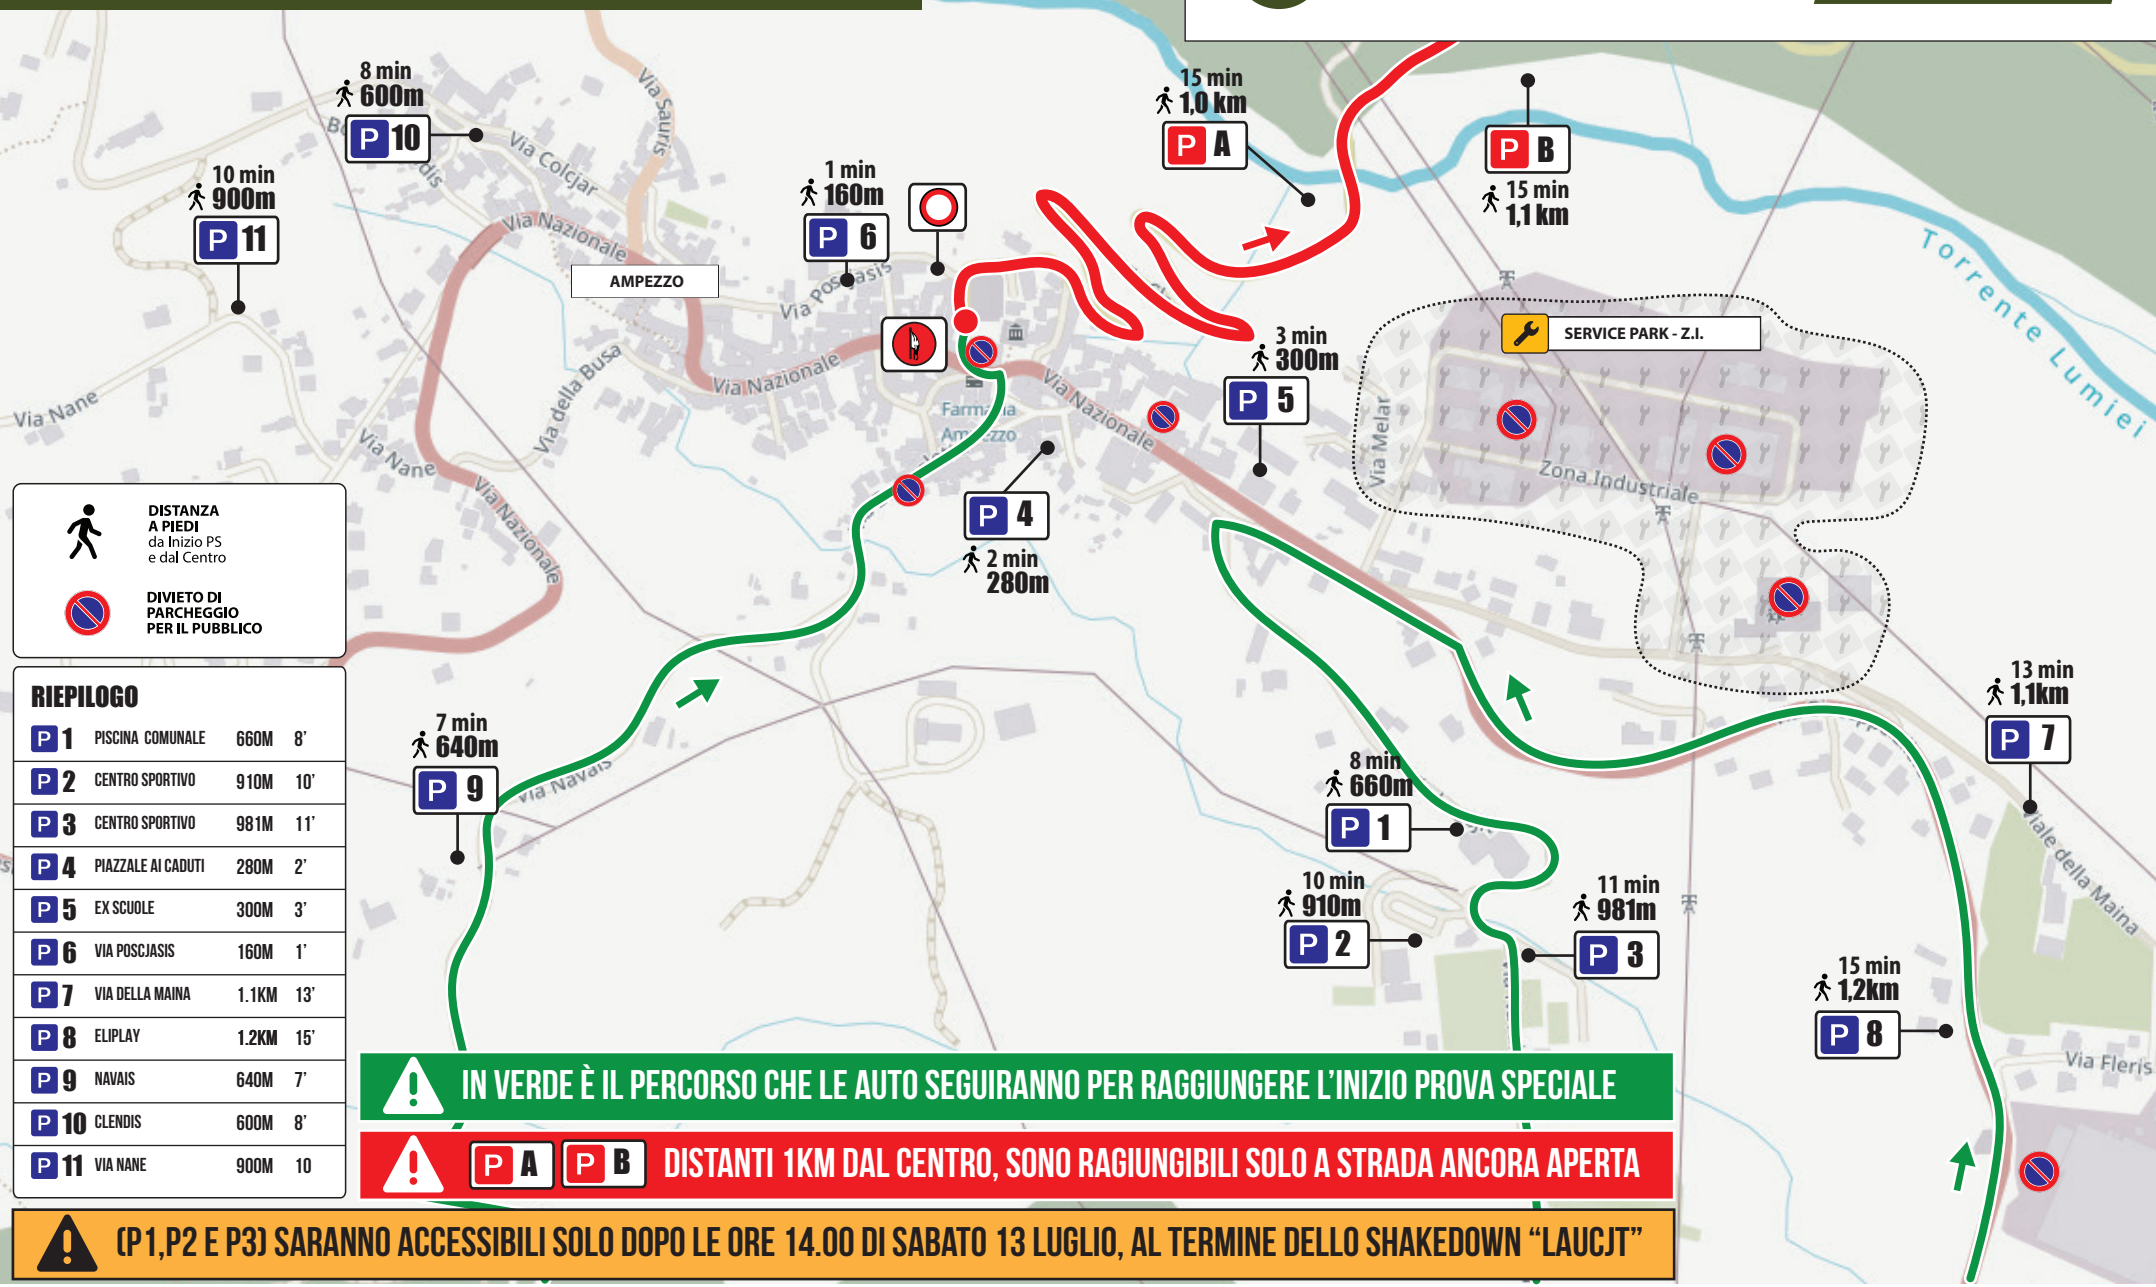 8 min
600m
P 10
10 min
900m
P 11
Via Sauris
Via Colcjar
Via Nazionale
AMPEZZO
1 min
160m
P 6
Via Poscjasis
15 min
1,0 km
P A
P B
15 min
1,1 km
Torrente Lumiei
SERVICE PARK - Z.I.
3 min
300m
P 5
Via Nazionale
Via Nazionale
Via della Busa
Via Nane
Via Nane
Via Nazionale
Via Melar
Zona Industriale
P 4
2 min
280m
DISTANZA
A PIEDI
da Inizio PS
e dal Centro
DIVIETO DI
PARCHEGGIO
PER IL PUBBLICO
7 min
640m
P 9
Via Navais
13 min
1,1km
P 7
Viale della Maina
8 min
660m
P 1
10 min
910m
P 2
11 min
981m
P 3
15 min
1,2km
P 8
Via Fleris
RIEPILOGO
P 1 PISCINA COMUNALE 660M 8'
P 2 CENTRO SPORTIVO 910M 10'
P 3 CENTRO SPORTIVO 981M 11'
P 4 PIAZZALE AI CADUTI 280M 2'
P 5 EX SCUOLE 300M 3'
P 6 VIA POSCJASIS 160M 1'
P 7 VIA DELLA MAINA 1.1KM 13'
P 8 ELIPLAY 1.2KM 15'
P 9 NAVAIS 640M 7'
P 10 CLENDIS 600M 8'
P 11 VIA NANE 900M 10
IN VERDE È IL PERCORSO CHE LE AUTO SEGUIRANNO PER RAGGIUNGERE L'INIZIO PROVA SPECIALE
P A P B DISTANTI 1KM DAL CENTRO, SONO RAGIUNGIBILI SOLO A STRADA ANCORA APERTA
(P1,P2 E P3) SARANNO ACCESSIBILI SOLO DOPO LE ORE 14.00 DI SABATO 13 LUGLIO, AL TERMINE DELLO SHAKEDOWN “LAUCJT”